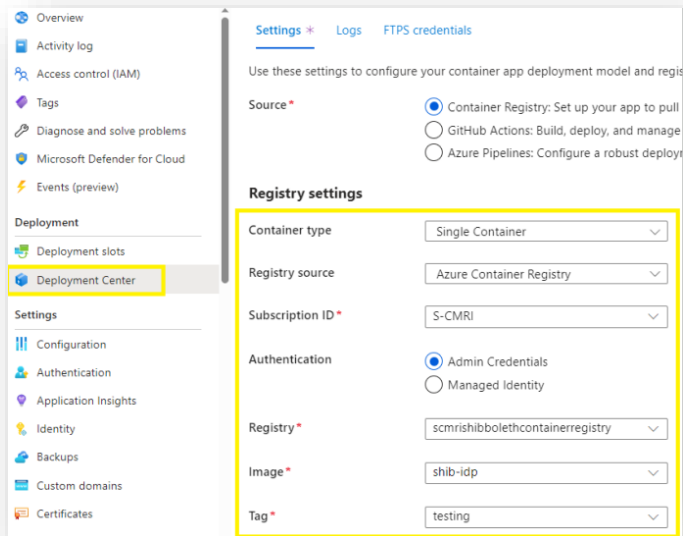 Overview
Activity log
Access control (IAM)
Tags
Diagnose and solve problems
Microsoft Defender for Cloud
Events (preview)
Deployment
Deployment slots
Deployment Center
Settings
Configuration
Authentication
Application Insights
Identity
Backups
Custom domains
Certificates
Settings *
Logs
FTPS credentials
Use these settings to configure your container app deployment model and regis
Source *
Container Registry: Set up your app to pull
GitHub Actions: Build, deploy, and manage
Azure Pipelines: Configure a robust deploy
Registry settings
Container type
Single Container
Registry source
Azure Container Registry
Subscription ID *
S-CMRI
Authentication
Admin Credentials
Managed Identity
Registry *
scmrishibbolethcontainerregistry
Image *
shib-idp
Tag *
testing